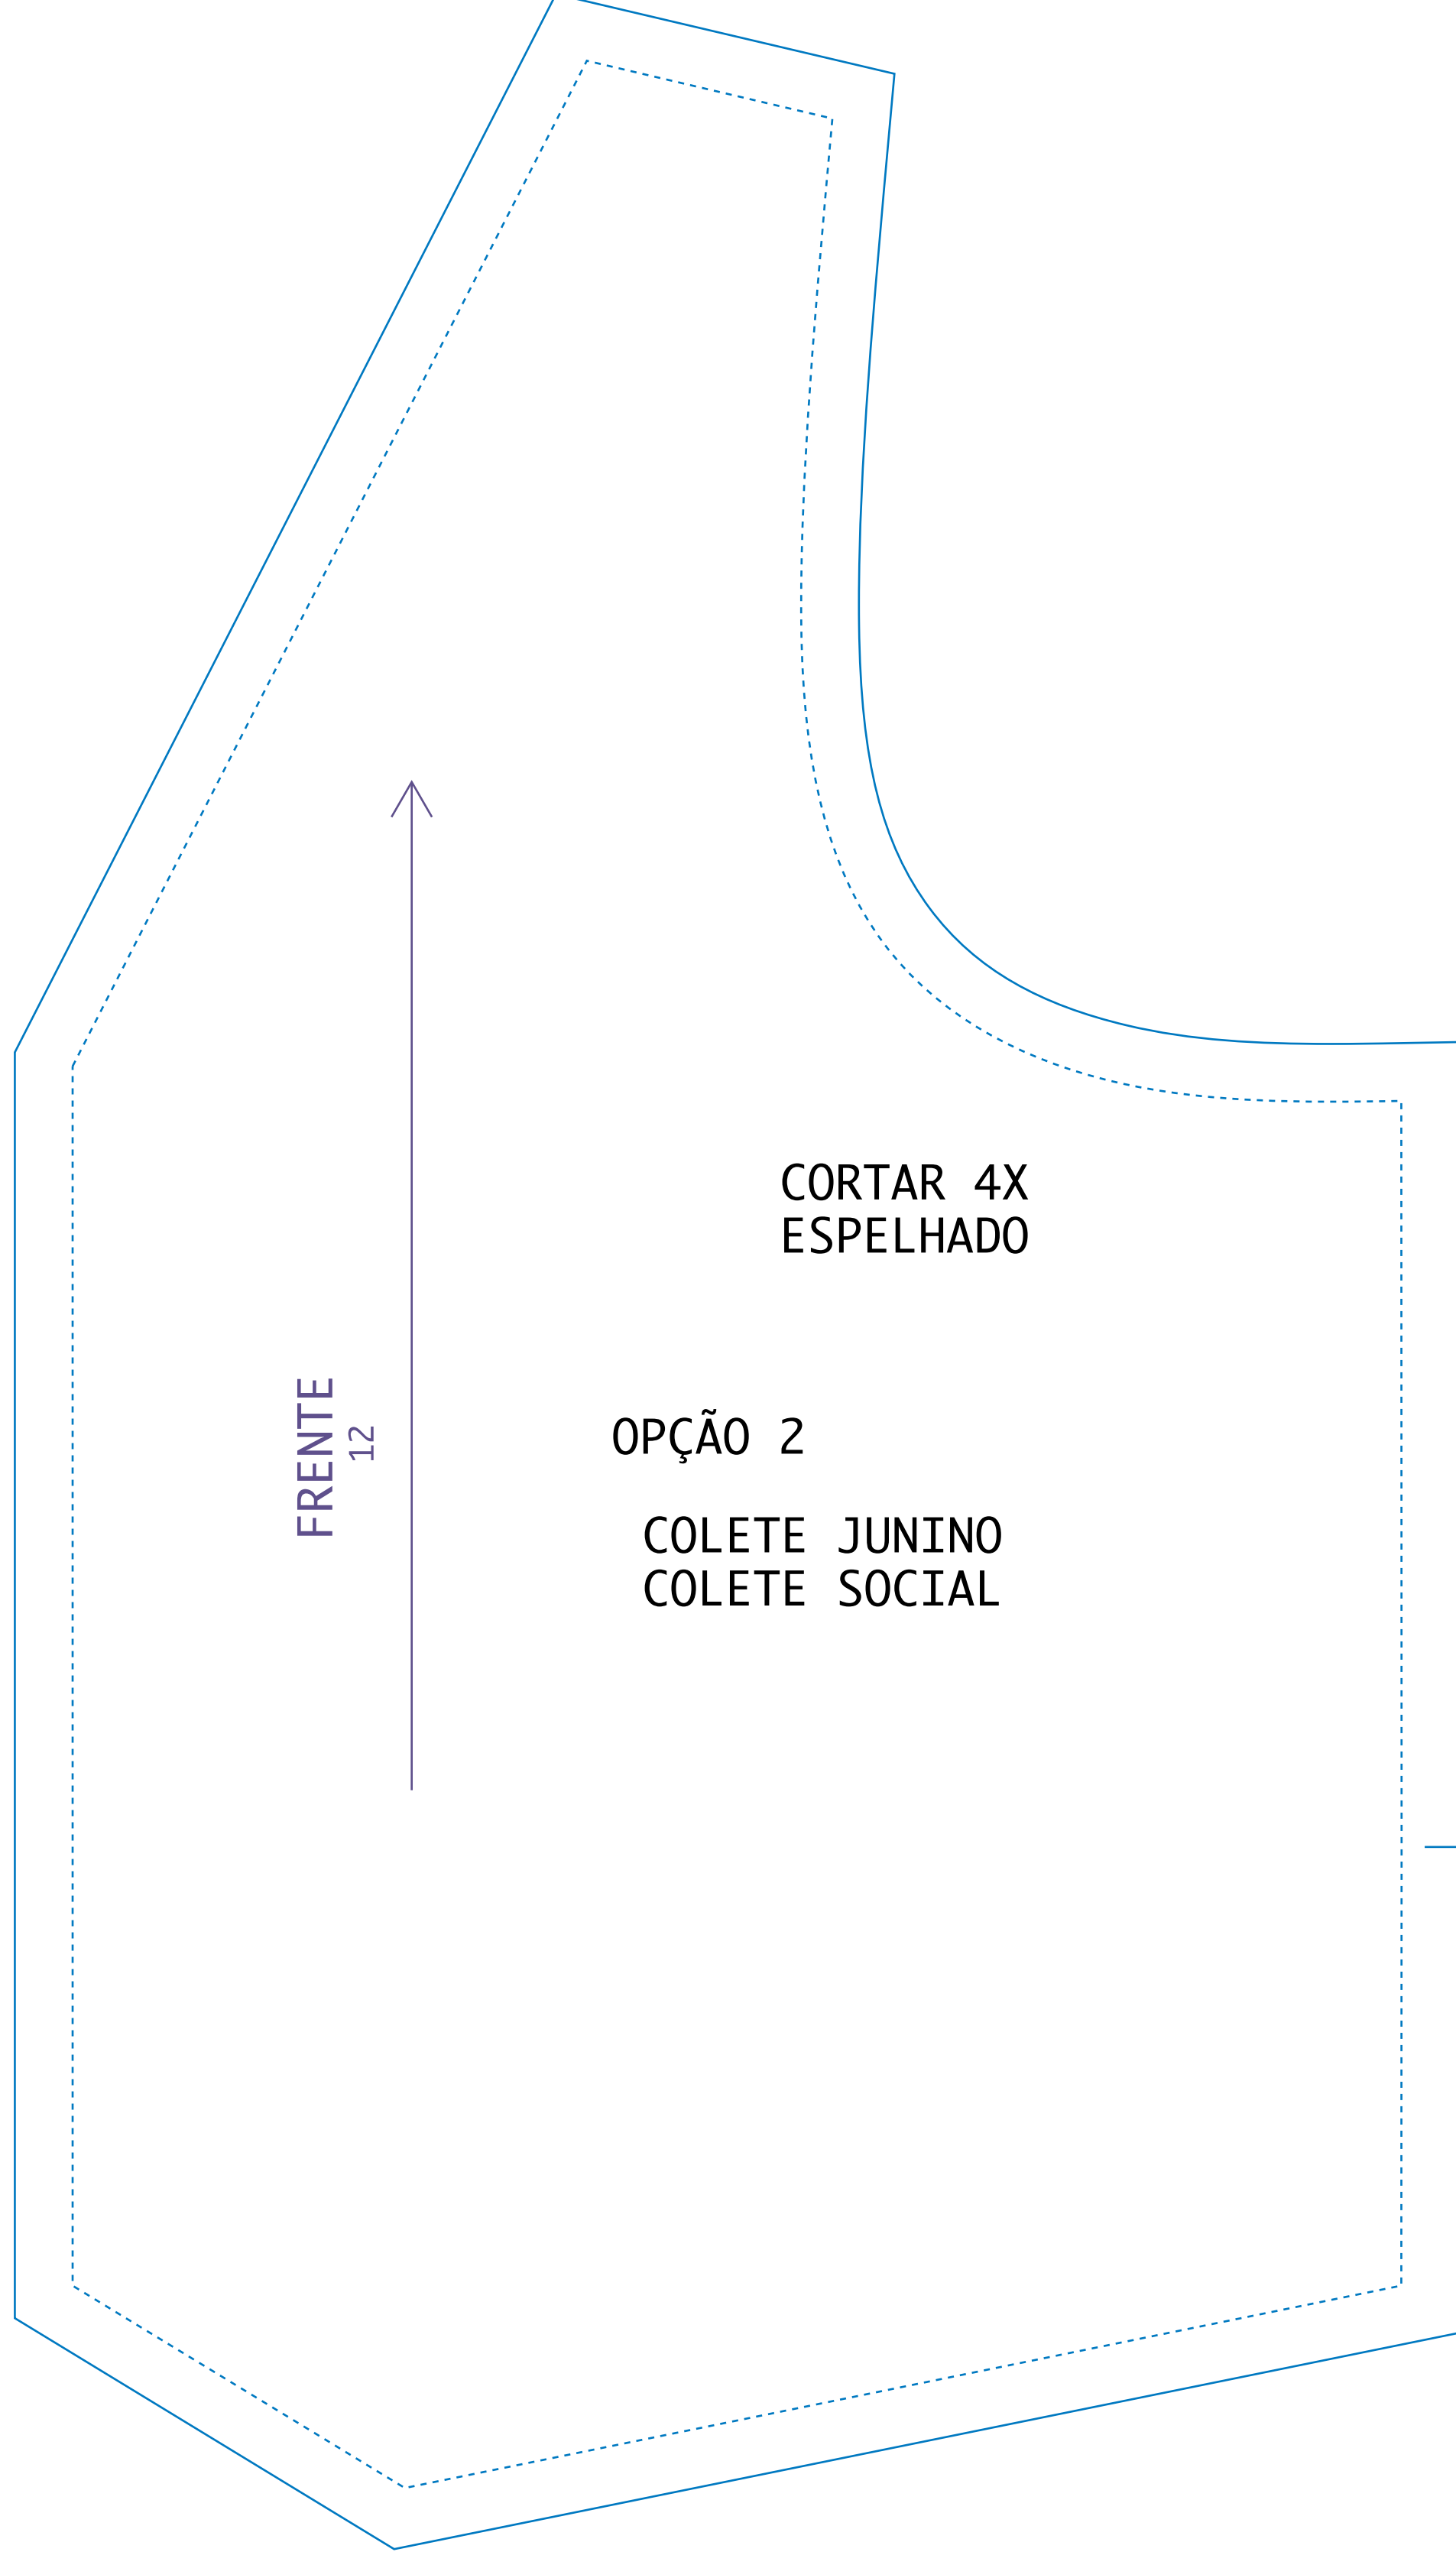 CORTAR 4X
ESPELHADO
FRENTE
12
OPÇÃO 2
COLETE JUNINO
COLETE SOCIAL